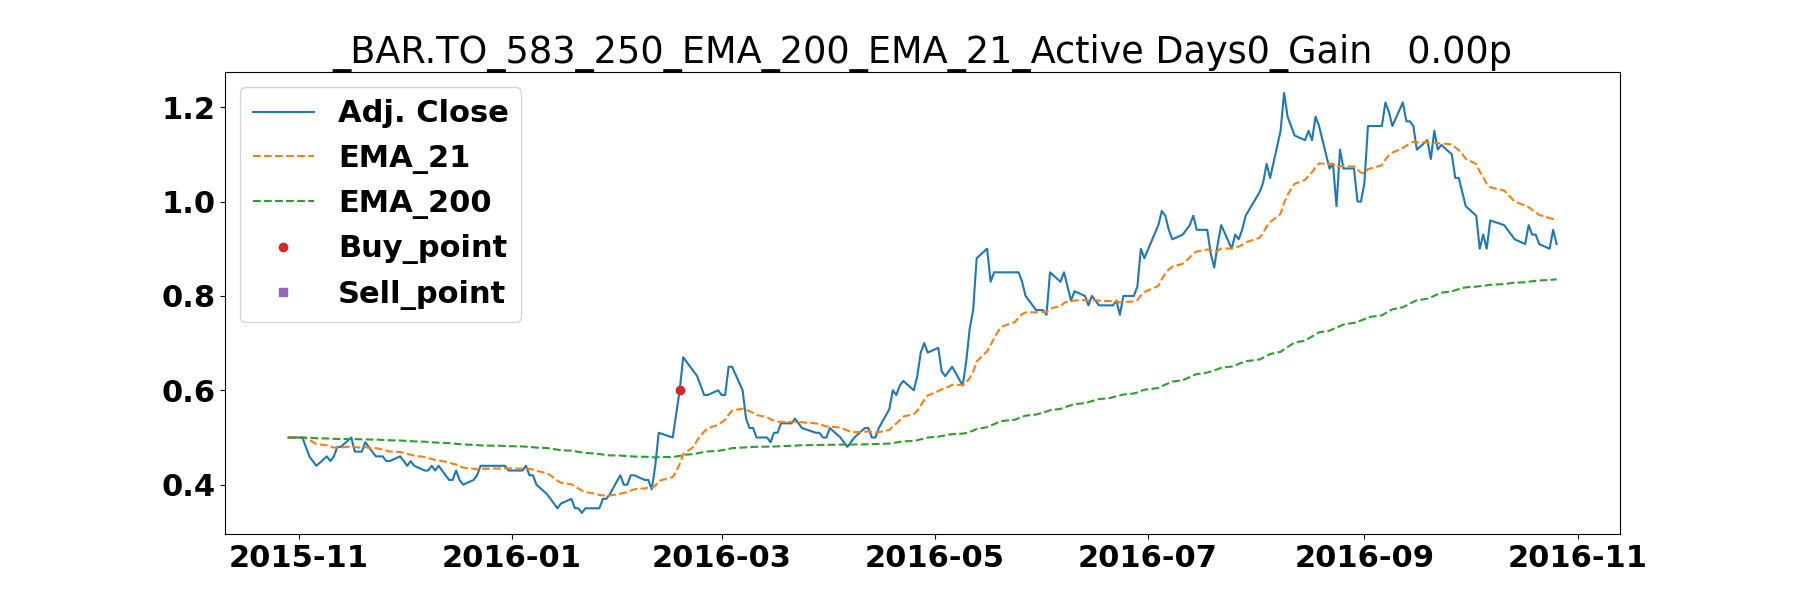 _BAR.TO_583_250_EMA_200_EMA_21_Active Days0_Gain   0.00p
Adj. Close
EMA_21
EMA_200
Buy_point
Sell_point
1.2
1.0
0.8
0.6
0.4
2015-11 2016-01 2016-03 2016-05 2016-07 2016-09 2016-11